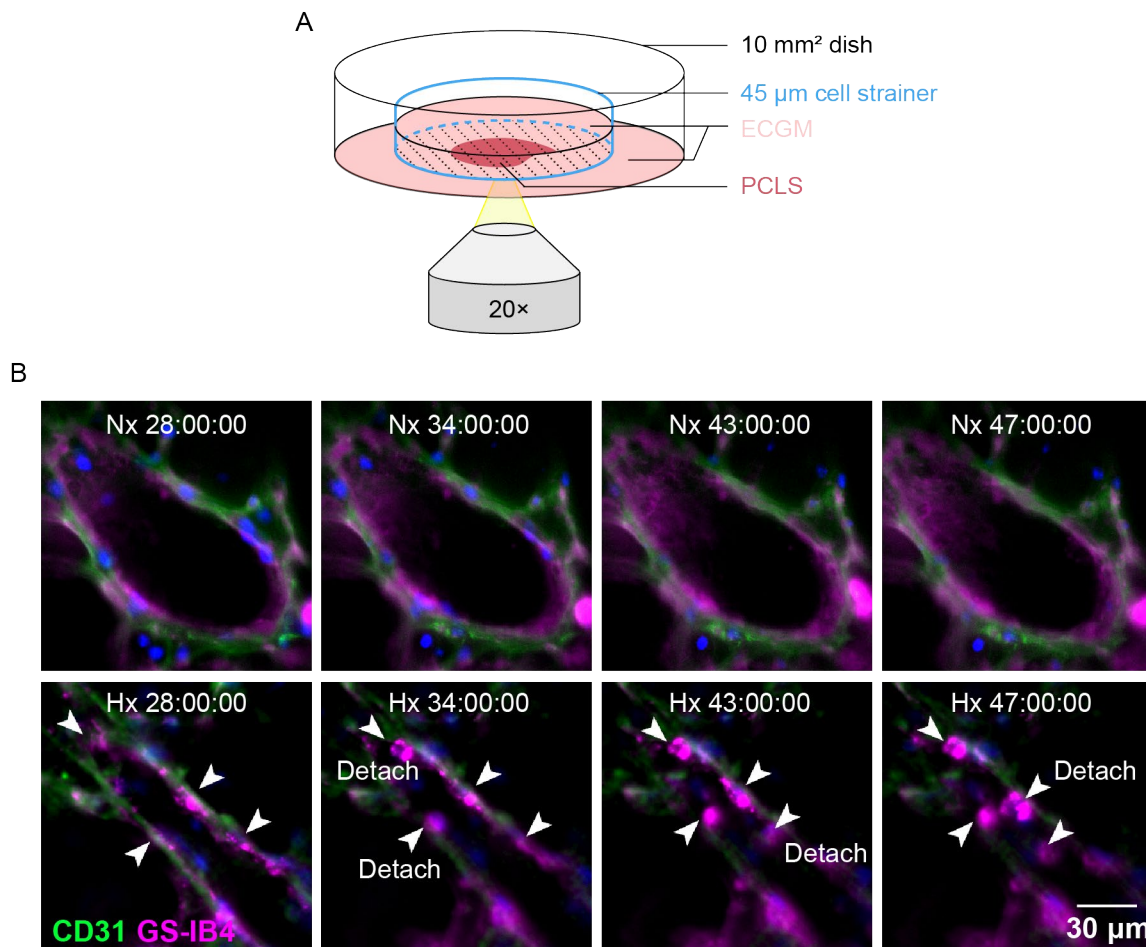 A
10 mm² dish
45 µm cell strainer
ECGM
PCLS
20×
B
Nx 28:00:00
Nx 34:00:00
Nx 43:00:00
Nx 47:00:00
Hx 28:00:00
Hx 34:00:00
Hx 43:00:00
Hx 47:00:00
Detach
Detach
Detach
Detach
CD31 GS-IB4
30 µm